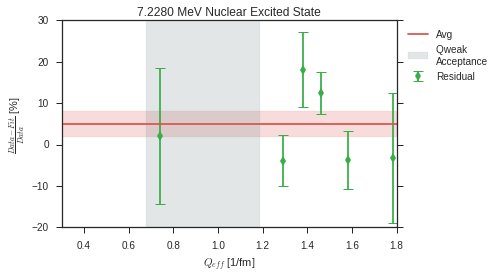 7.2280 MeV Nuclear Excited State
30
20
10
0
−10
−20
0.4 0.6 0.8 1.0 1.2 1.4 1.6 1.8
Data − Fit / Data [%]
Q_eff [1/fm]
Avg
Qweak
Acceptance
Residual